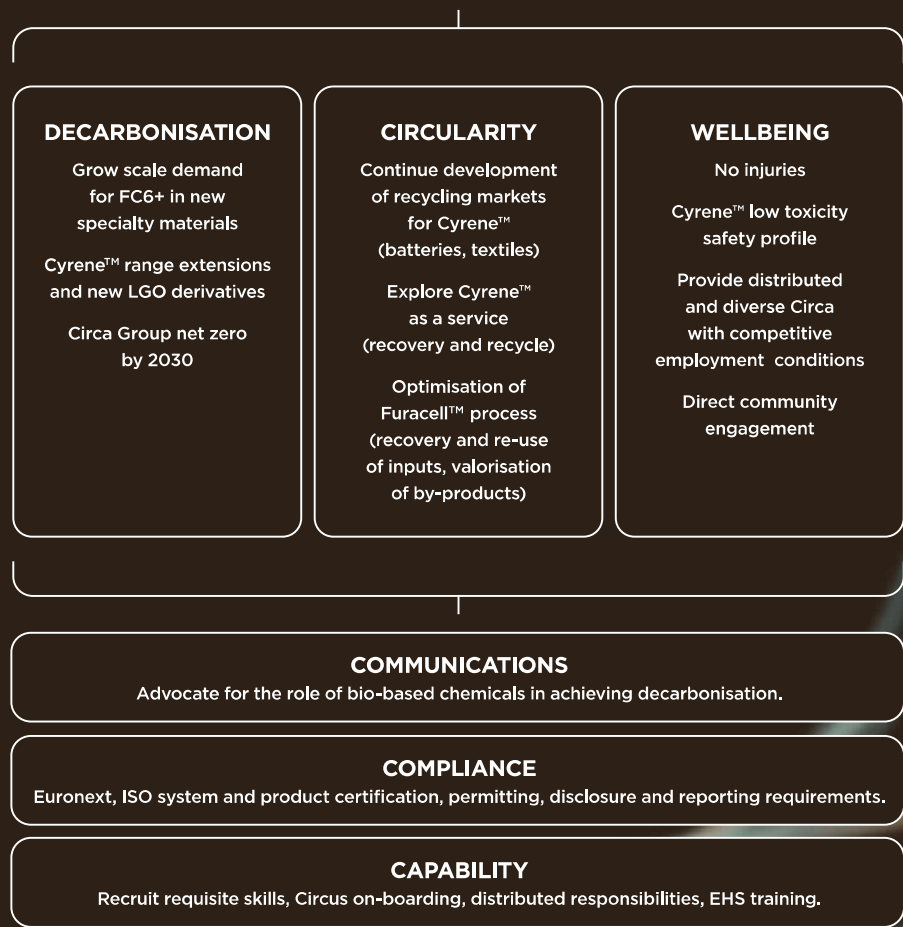 DECARBONISATION
Grow scale demand
for FC6+ in new
specialty materials
Cyrene™ range extensions
and new LGO derivatives
Circa Group net zero
by 2030
CIRCULARITY
Continue development
of recycling markets
for Cyrene™
(batteries, textiles)
Explore Cyrene™
as a service
(recovery and recycle)
Optimisation of
Furacell™ process
(recovery and re-use
of inputs, valorisation
of by-products)
WELLBEING
No injuries
Cyrene™ low toxicity
safety profile
Provide distributed
and diverse Circa
with competitive
employment conditions
Direct community
engagement
COMMUNICATIONS
Advocate for the role of bio-based chemicals in achieving decarbonisation.
COMPLIANCE
Euronext, ISO system and product certification, permitting, disclosure and reporting requirements.
CAPABILITY
Recruit requisite skills, Circus on-boarding, distributed responsibilities, EHS training.